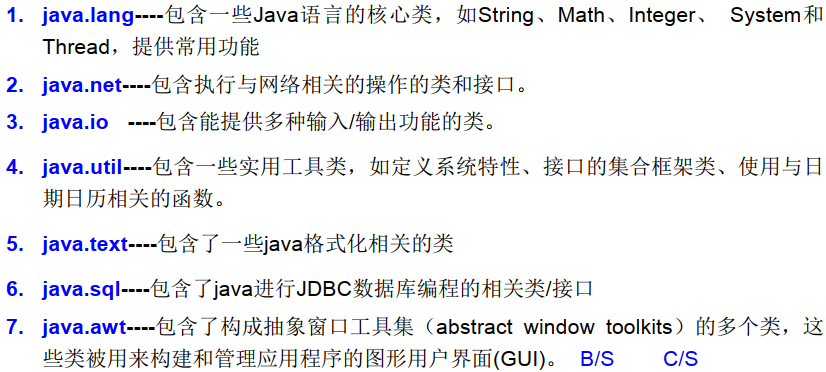 1. java.lang----包含一些Java语言的核心类，如String、Math、Integer、 System和
Thread，提供常用功能
2. java.net----包含执行与网络相关的操作的类和接口。
3. java.io ----包含能提供多种输入/输出功能的类。
4. java.util----包含一些实用工具类，如定义系统特性、接口的集合框架类、使用与日
期日历相关的函数。
5. java.text----包含了一些java格式化相关的类
6. java.sql----包含了java进行JDBC数据库编程的相关类/接口
7. java.awt----包含了构成抽象窗口工具集（abstract window toolkits）的多个类，这
些类被用来构建和管理应用程序的图形用户界面(GUI)。 B/S C/S